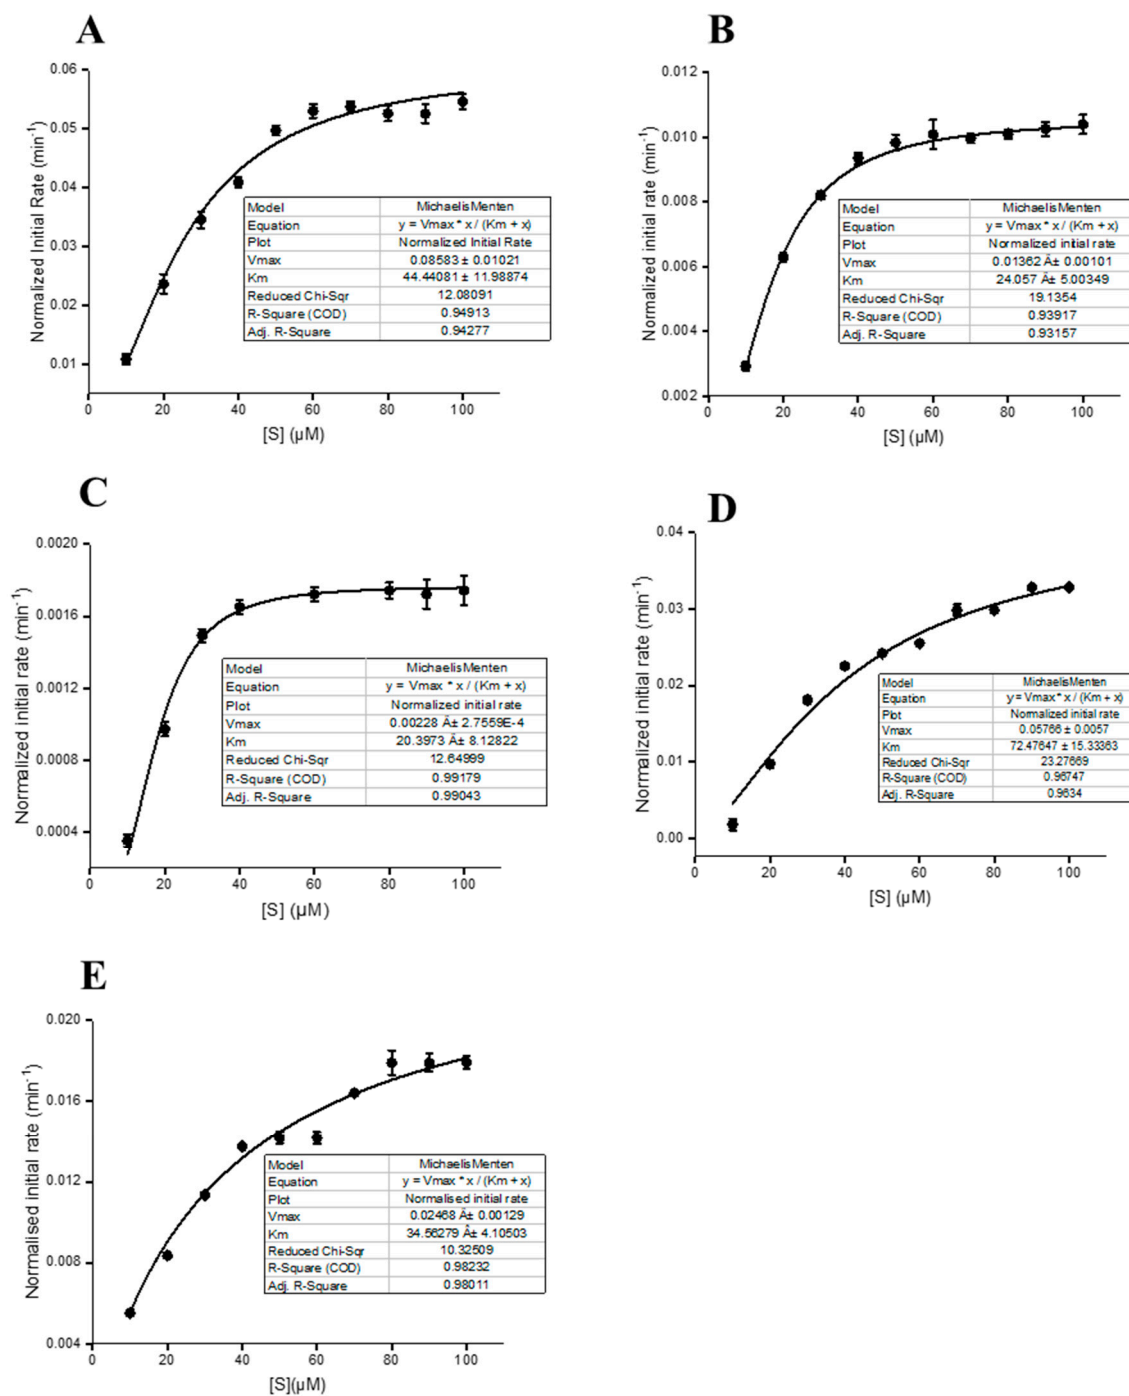 A
Normalized Initial Rate (min⁻¹)
0.06
0.05
0.04
0.03
0.02
0.01
0 20 40 60 80 100
[S] (µM)
Model MichaelisMenten
Equation y = Vmax * x / (Km + x)
Plot Normalized Initial Rate
Vmax 0.08583 ± 0.01021
Km 44.44081 ± 11.98874
Reduced Chi-Sqr 12.08091
R-Square (COD) 0.94913
Adj. R-Square 0.94277
B
Normalized initial rate (min⁻¹)
0.012
0.010
0.008
0.006
0.004
0.002
0 20 40 60 80 100
[S] (µM)
Model MichaelisMenten
Equation y = Vmax * x / (Km + x)
Plot Normalized initial rate
Vmax 0.01362 Â± 0.00101
Km 24.057 Â± 5.00349
Reduced Chi-Sqr 19.1354
R-Square (COD) 0.93917
Adj. R-Square 0.93157
C
Normalized initial rate (min⁻¹)
0.0020
0.0016
0.0012
0.0008
0.0004
0 20 40 60 80 100
[S] (µM)
Model MichaelisMenten
Equation y = Vmax * x / (Km + x)
Plot Normalized initial rate
Vmax 0.00228 Â± 2.7559E-4
Km 20.3973 Â± 8.12822
Reduced Chi-Sqr 12.64999
R-Square (COD) 0.99179
Adj. R-Square 0.99043
D
Normalized initial rate (min⁻¹)
0.04
0.03
0.02
0.01
0.00
0 20 40 60 80 100
[S] (µM)
Model MichaelisMenten
Equation y = Vmax * x / (Km + x)
Plot Normalized initial rate
Vmax 0.05766 ± 0.0057
Km 72.47647 ± 15.33363
Reduced Chi-Sqr 23.27669
R-Square (COD) 0.96747
Adj. R-Square 0.9634
E
Normalised initial rate (min⁻¹)
0.020
0.016
0.012
0.008
0.004
0 20 40 60 80 100
[S](µM)
Model MichaelisMenten
Equation y = Vmax * x / (Km + x)
Plot Normalised initial rate
Vmax 0.02468 Â± 0.00129
Km 34.56279 Â± 4.10503
Reduced Chi-Sqr 10.32509
R-Square (COD) 0.98232
Adj. R-Square 0.98011